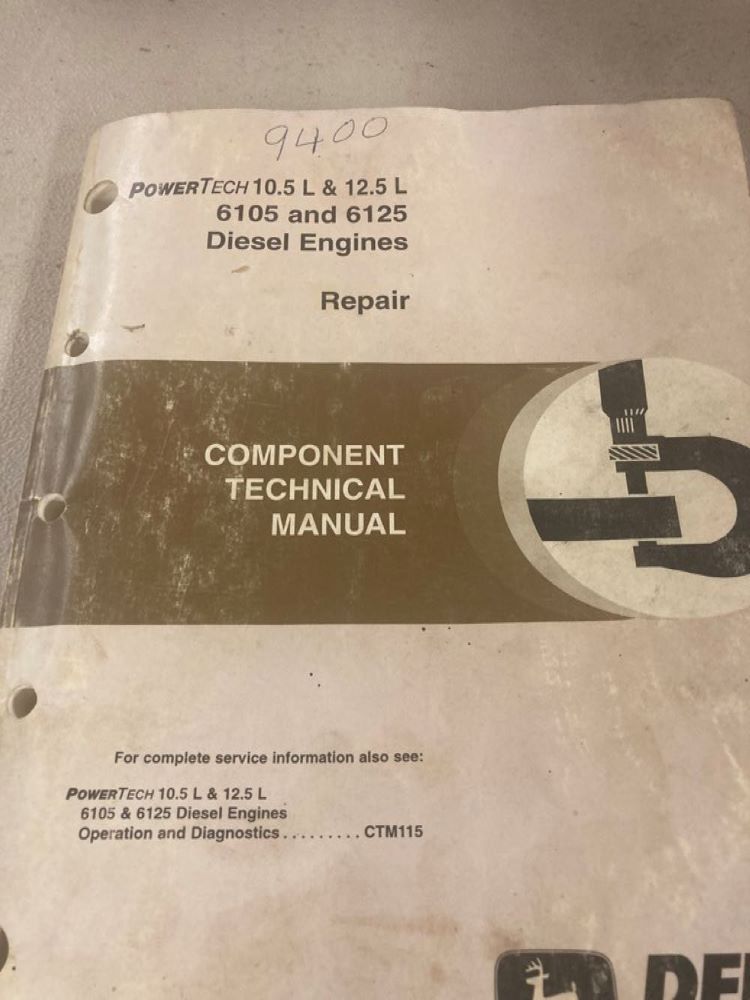 9400
POWERTECH 10.5 L & 12.5 L
6105 and 6125
Diesel Engines
Repair
COMPONENT
TECHNICAL
MANUAL
For complete service information also see:
POWERTECH 10.5 L & 12.5 L
6105 & 6125 Diesel Engines
Operation and Diagnostics . . . . . . . . . CTM115